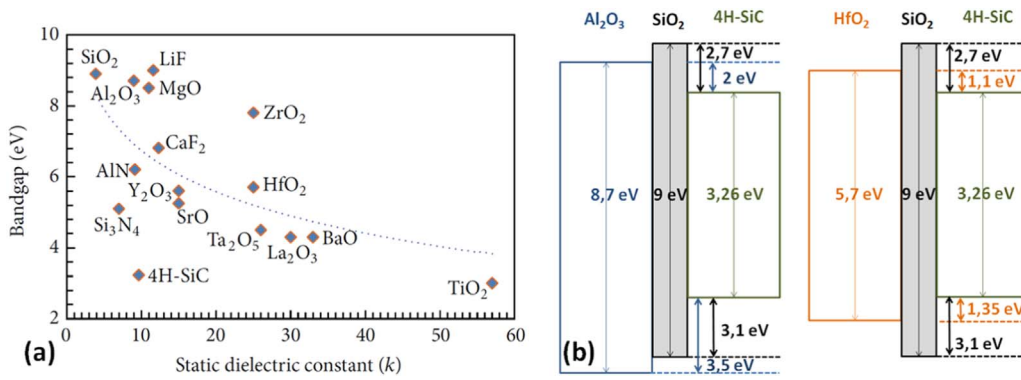 SiO₂
LiF
Al₂O₃
MgO
ZrO₂
CaF₂
AlN
Y₂O₃
HfO₂
Si₃N₄
SrO
Ta₂O₅
La₂O₃
BaO
4H-SiC
TiO₂
Bandgap (eV)
10
8
6
4
2
0 10 20 30 40 50 60
Static dielectric constant (k)
(a)
(b)
Al₂O₃ SiO₂ 4H-SiC
2,7 eV
2 eV
8,7 eV 9 eV 3,26 eV
3,1 eV
3,5 eV
HfO₂ SiO₂ 4H-SiC
2,7 eV
1,1 eV
5,7 eV 9 eV 3,26 eV
1,35 eV
3,1 eV